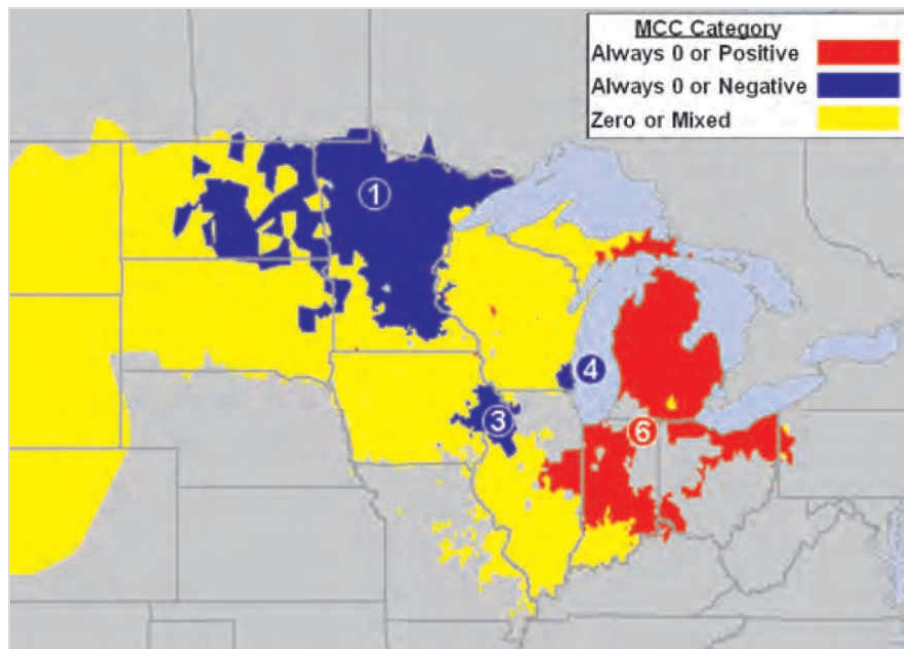 MCC Category
Always 0 or Positive
Always 0 or Negative
Zero or Mixed
1
4
3
6